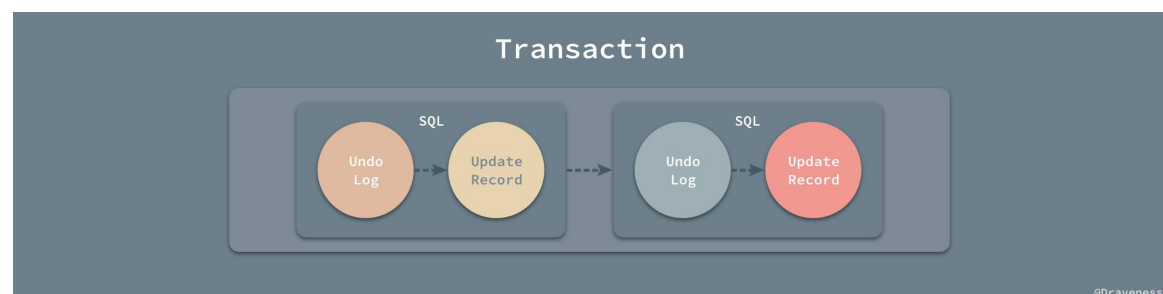 Transaction
SQL
Undo
Log
Update
Record
SQL
Undo
Log
Update
Record
@Draveness